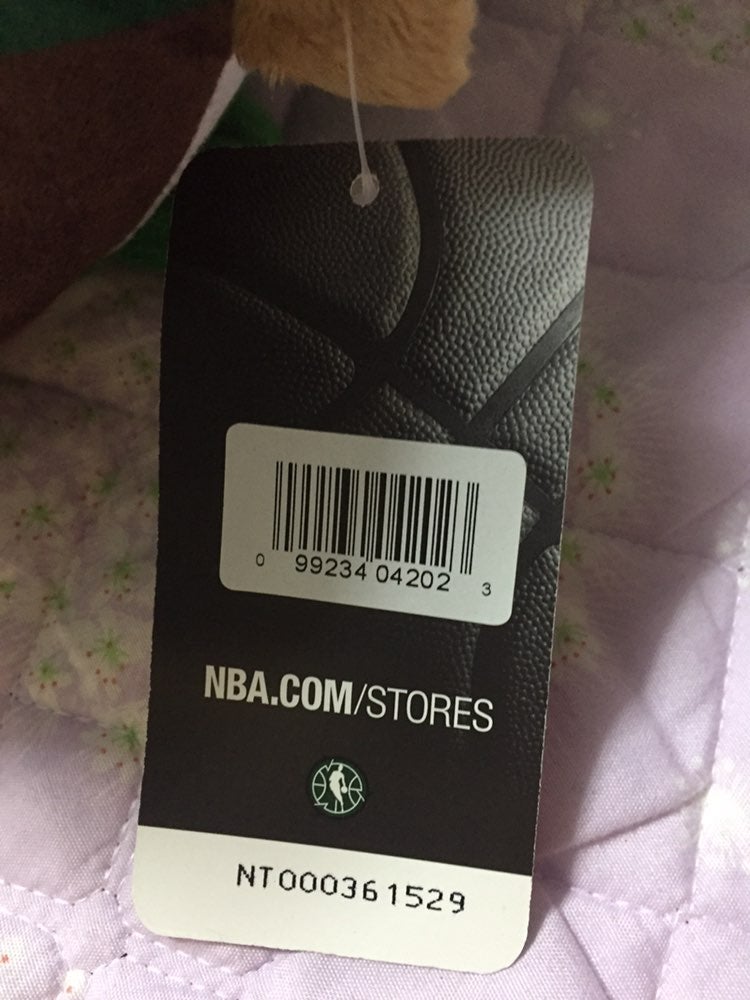 0 99234 04202 3
NBA.COM/STORES
NT000361529